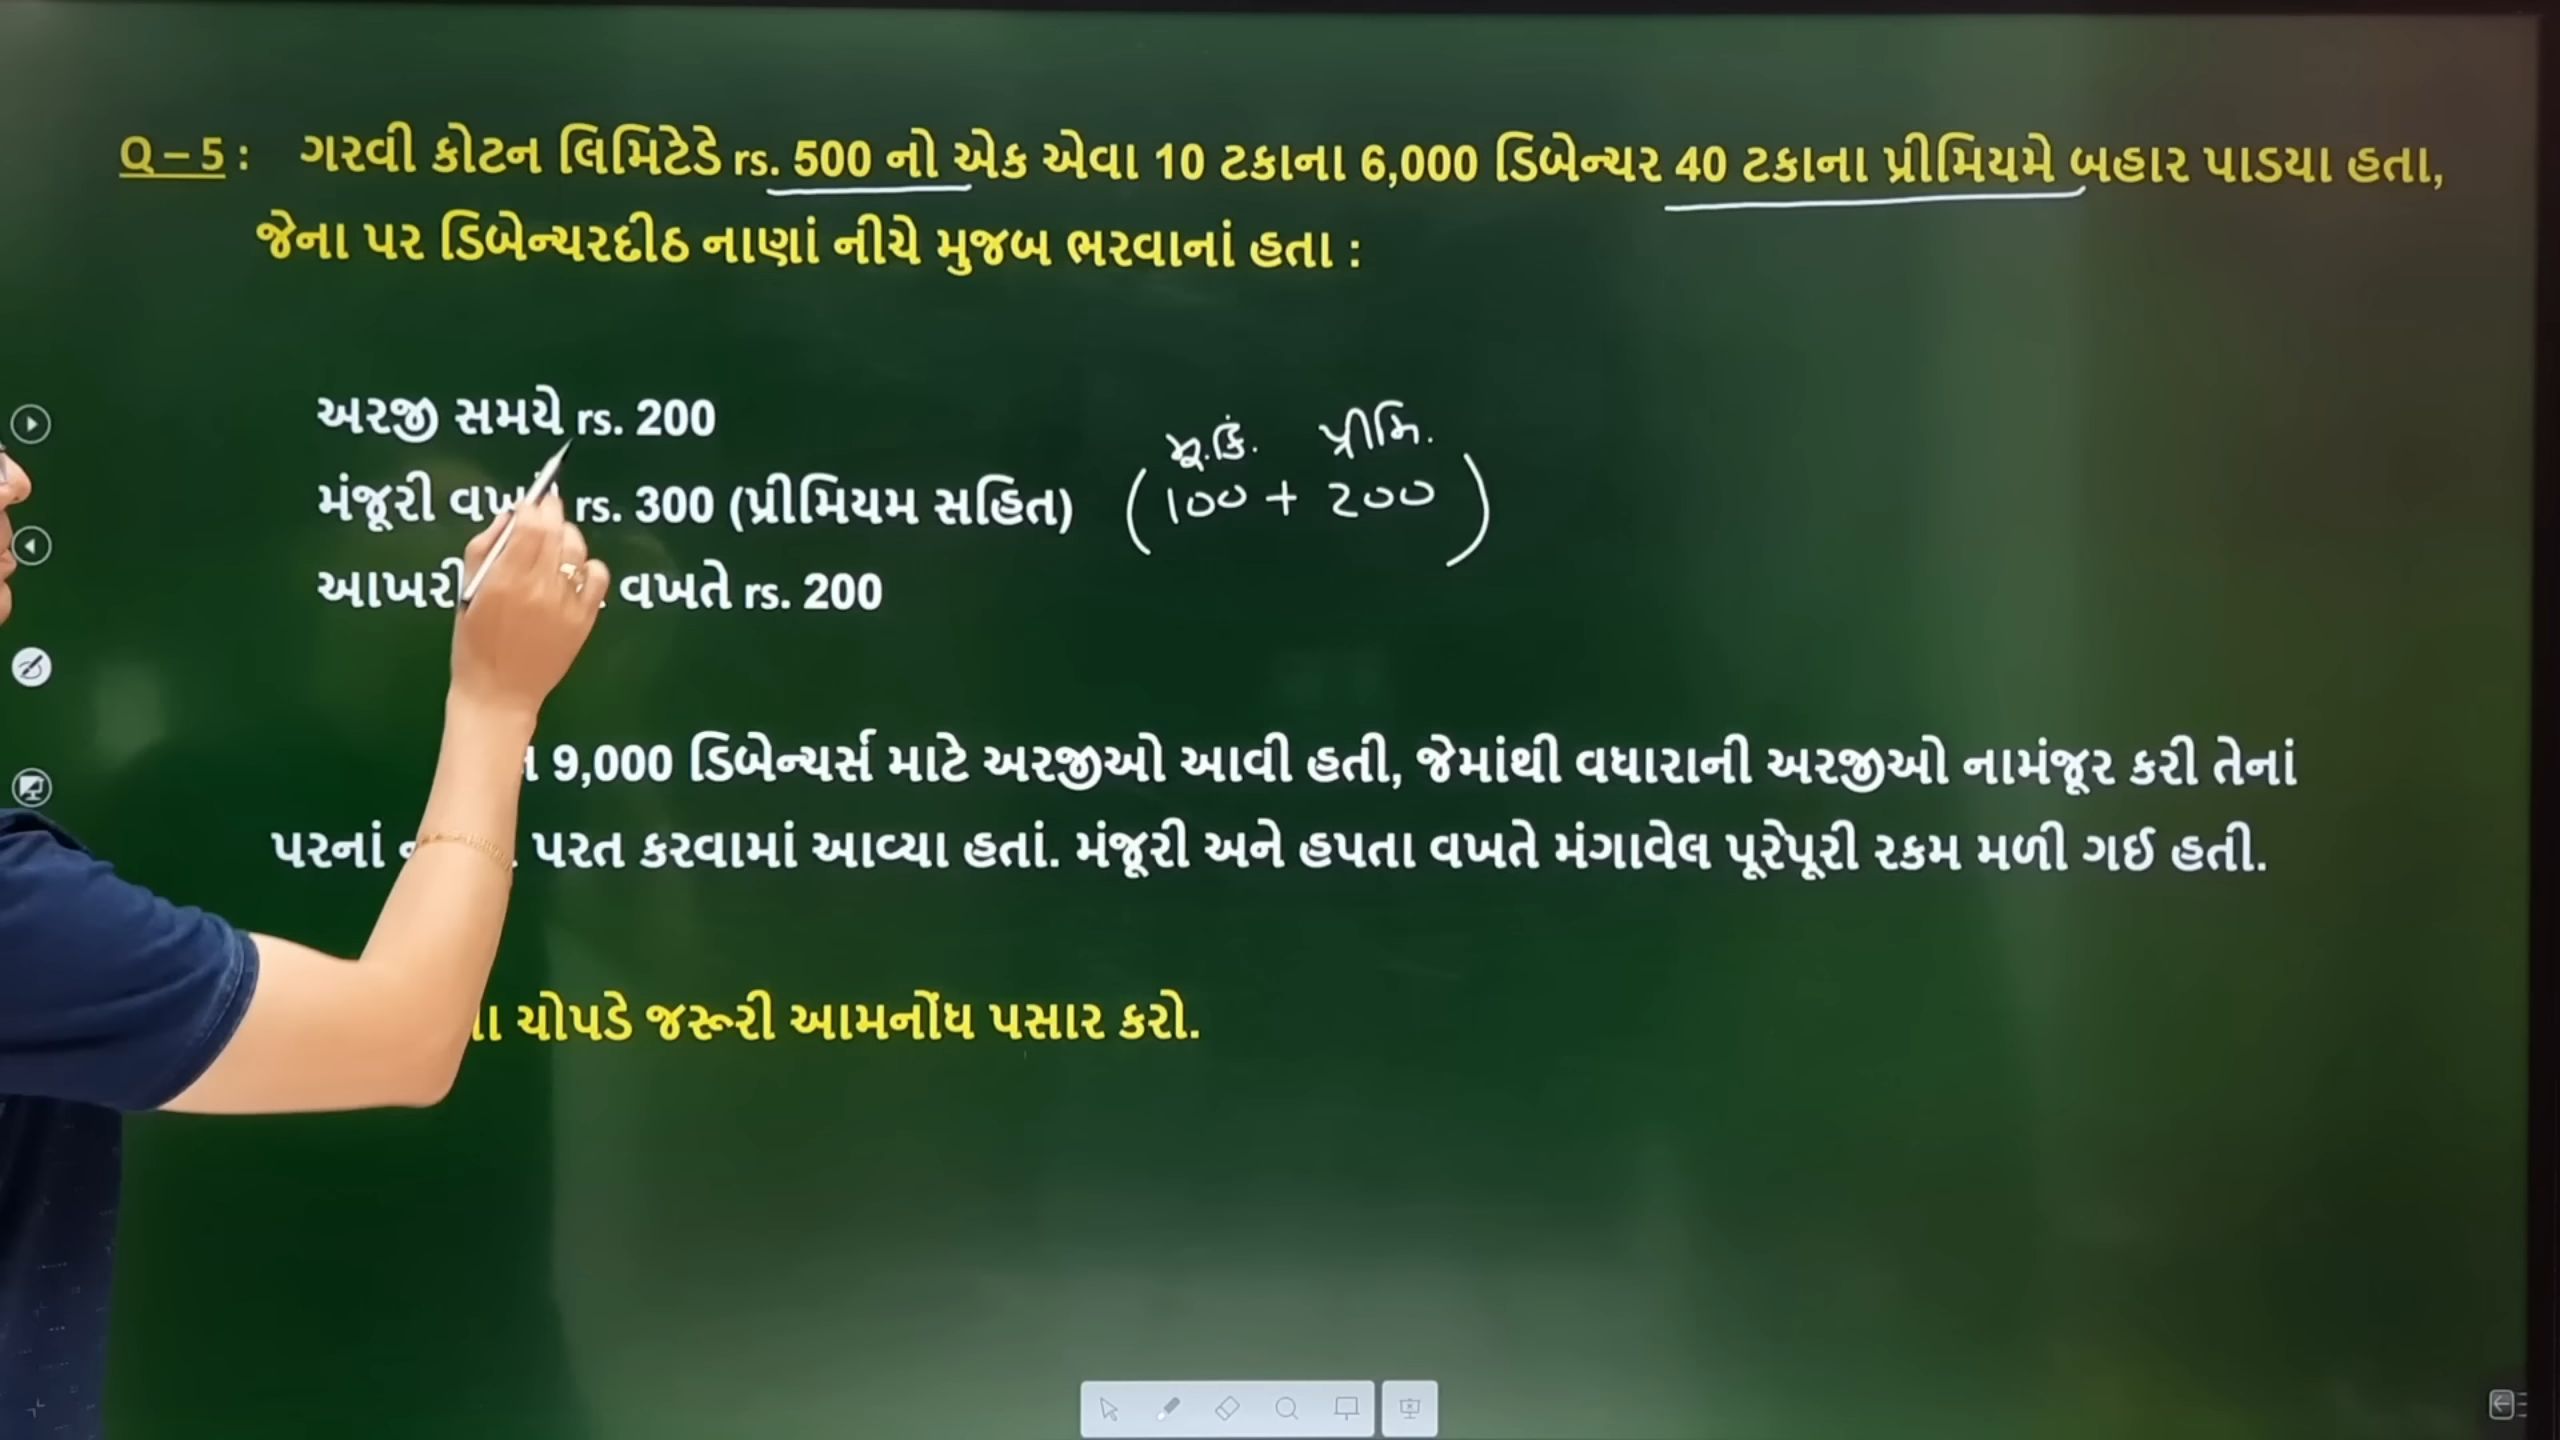 Q – 5 : ગરવી કોટન લિમિટેડે rs. 500 નો એક એવા 10 ટકાના 6,000 ડિબેન્ચર 40 ટકાના પ્રીમિયમે બહાર પાડયા હતા,
જેના પર ડિબેન્ચરદીઠ નાણાં નીચે મુજબ ભરવાનાં હતા :
અરજી સમયે rs. 200
મૂ.કિં. પ્રીમિ.
મંજૂરી rs. 300 (પ્રીમિયમ સહિત) (100 + 200)
આખરી વખતે rs. 200
9,000 ડિબેન્ચર્સ માટે અરજીઓ આવી હતી, જેમાંથી વધારાની અરજીઓ નામંજૂર કરી તેનાં
પરનાં પરત કરવામાં આવ્યા હતાં. મંજૂરી અને હપતા વખતે મંગાવેલ પૂરેપૂરી રકમ મળી ગઈ હતી.
ચોપડે જરૂરી આમનોંધ પસાર કરો.